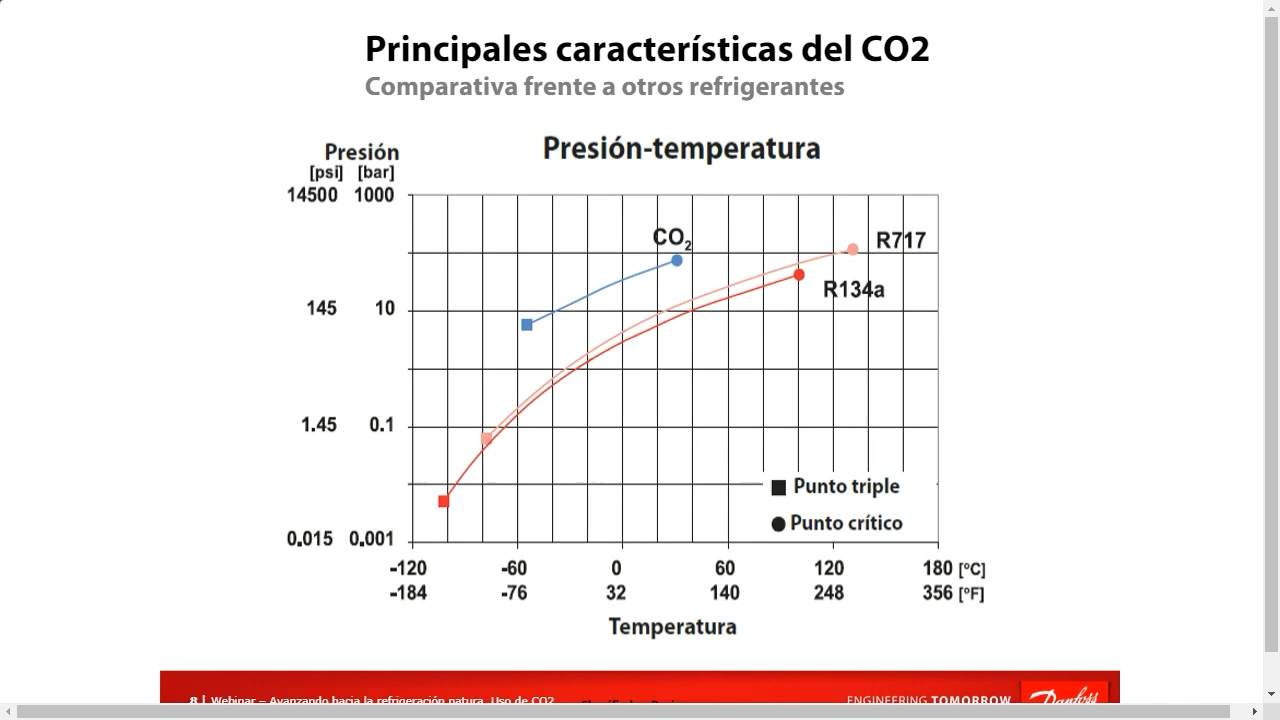 Principales características del CO2
Comparativa frente a otros refrigerantes
Presión-temperatura
Presión
[psi] [bar]
14500 1000
CO2
R717
R134a
145 10
1.45 0.1
Punto triple
Punto crítico
0.015 0.001
-120 -60 0 60 120 180 [°C]
-184 -76 32 140 248 356 [°F]
Temperatura
8 | Webinar – Avanzando hacia la refrigeración natura. Uso de CO2
ENGINEERING TOMORROW
Danfoss